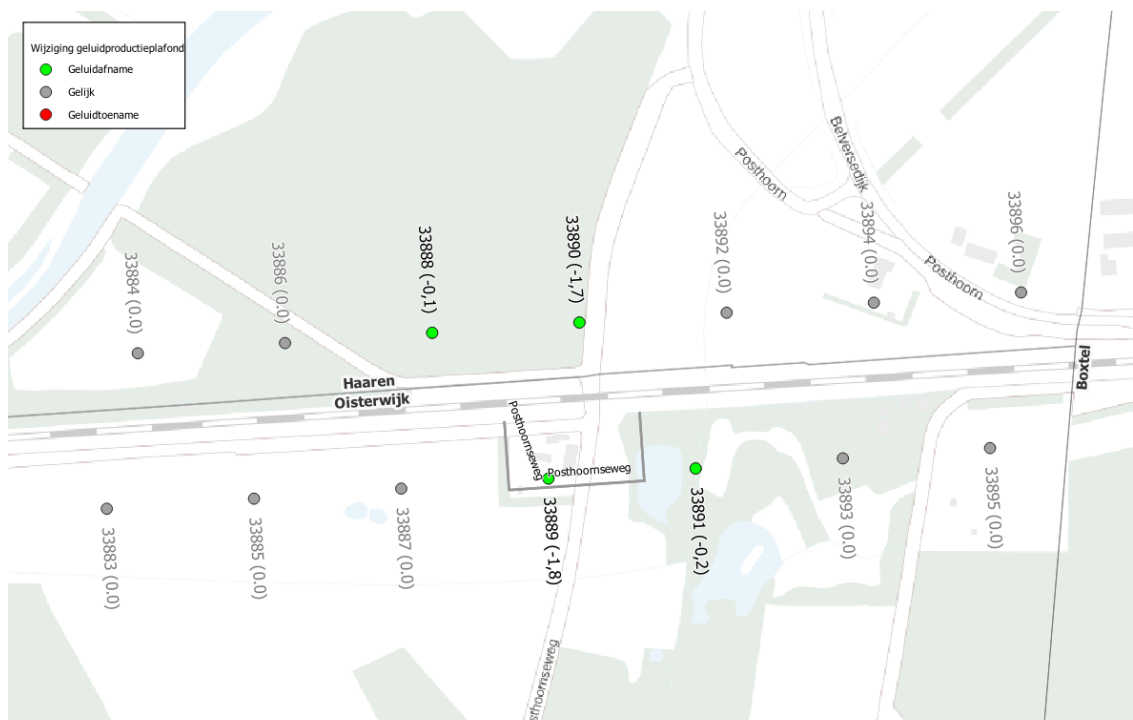 Wijziging geluidproductieplafond
Geluidafname
Gelijk
Geluidtoename
Belversedijk
Posthoorn
33884 (0.0)
33886 (0.0)
33888 (-0,1)
33890 (-1,7)
33892 (0.0)
33894 (0.0)
33896 (0.0)
Posthoorn
Haaren
Oisterwijk
Boxtel
Posthoornseweg
Posthoornseweg
33883 (0.0)
33885 (0.0)
33887 (0.0)
33889 (-1,8)
33891 (-0,2)
33893 (0.0)
33895 (0.0)
sthoornseweg